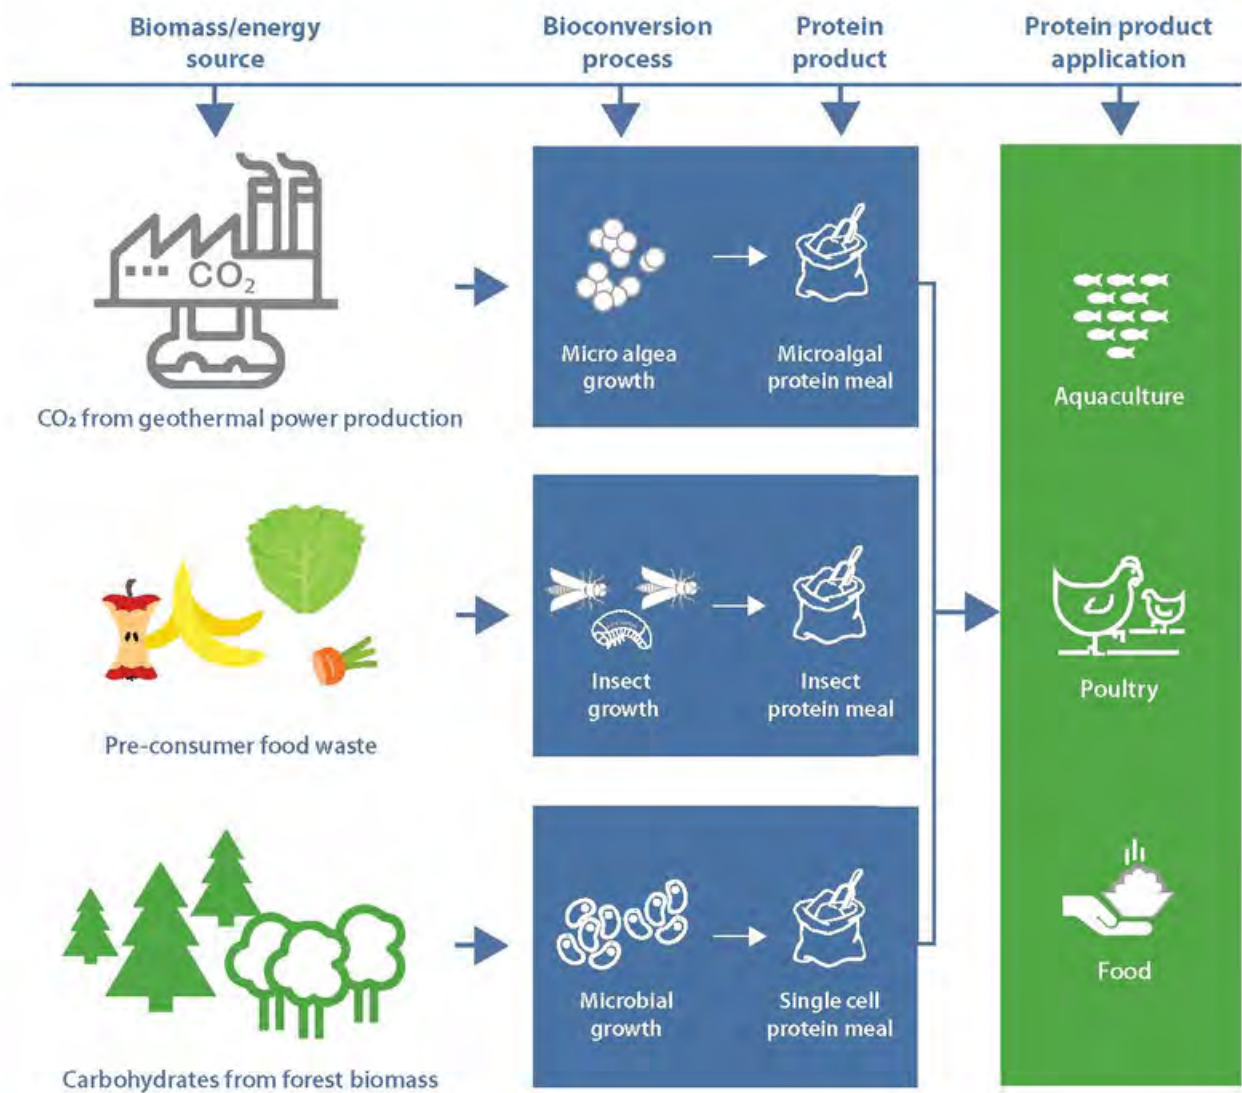 Biomass/energy
source
Bioconversion
process
Protein
product
Protein product
application
CO₂
CO₂ from geothermal power production
Micro algea
growth
Microalgal
protein meal
Aquaculture
Pre-consumer food waste
Insect
growth
Insect
protein meal
Poultry
Carbohydrates from forest biomass
Microbial
growth
Single cell
protein meal
Food